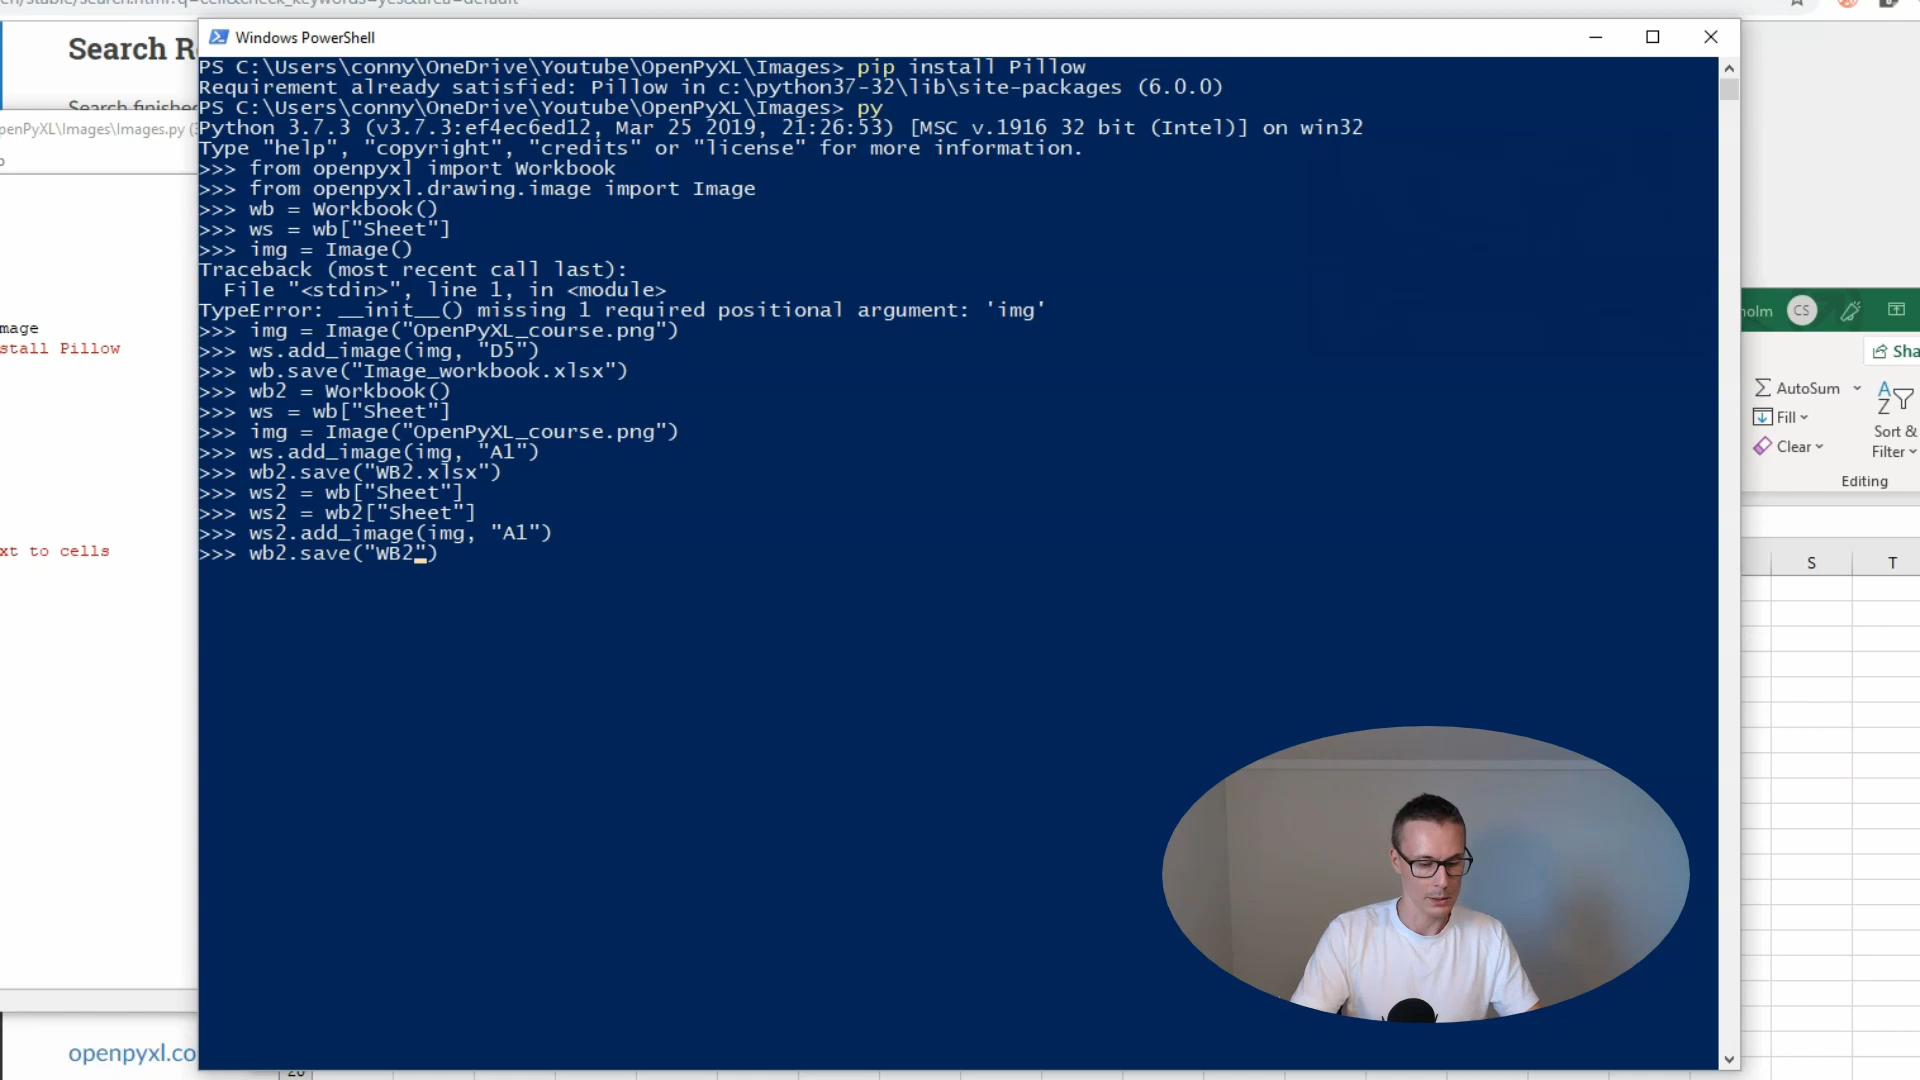 Search R
Search finished
Windows PowerShell
PS C:\Users\conny\OneDrive\Youtube\OpenPyXL\Images> pip install Pillow
Requirement already satisfied: Pillow in c:\python37-32\lib\site-packages (6.0.0)
PS C:\Users\conny\OneDrive\Youtube\OpenPyXL\Images> py
Python 3.7.3 (v3.7.3:ef4ec6ed12, Mar 25 2019, 21:26:53) [MSC v.1916 32 bit (Intel)] on win32
Type "help", "copyright", "credits" or "license" for more information.
>>> from openpyxl import Workbook
>>> from openpyxl.drawing.image import Image
>>> wb = Workbook()
>>> ws = wb["Sheet"]
>>> img = Image()
Traceback (most recent call last):
  File "<stdin>", line 1, in <module>
TypeError: __init__() missing 1 required positional argument: 'img'
>>> img = Image("OpenPyXL_course.png")
>>> ws.add_image(img, "D5")
>>> wb.save("Image_workbook.xlsx")
>>> wb2 = Workbook()
>>> ws = wb["Sheet"]
>>> img = Image("OpenPyXL_course.png")
>>> ws.add_image(img, "A1")
>>> wb2.save("WB2.xlsx")
>>> ws2 = wb["Sheet"]
>>> ws2 = wb2["Sheet"]
>>> ws2.add_image(img, "A1")
>>> wb2.save("WB2")
penPyXL\Images\Images.py (3
mage
stall Pillow
xt to cells
openpyxl.co
holm CS
Sha
AutoSum
Fill
Clear
Sort &
Filter
Editing
S T